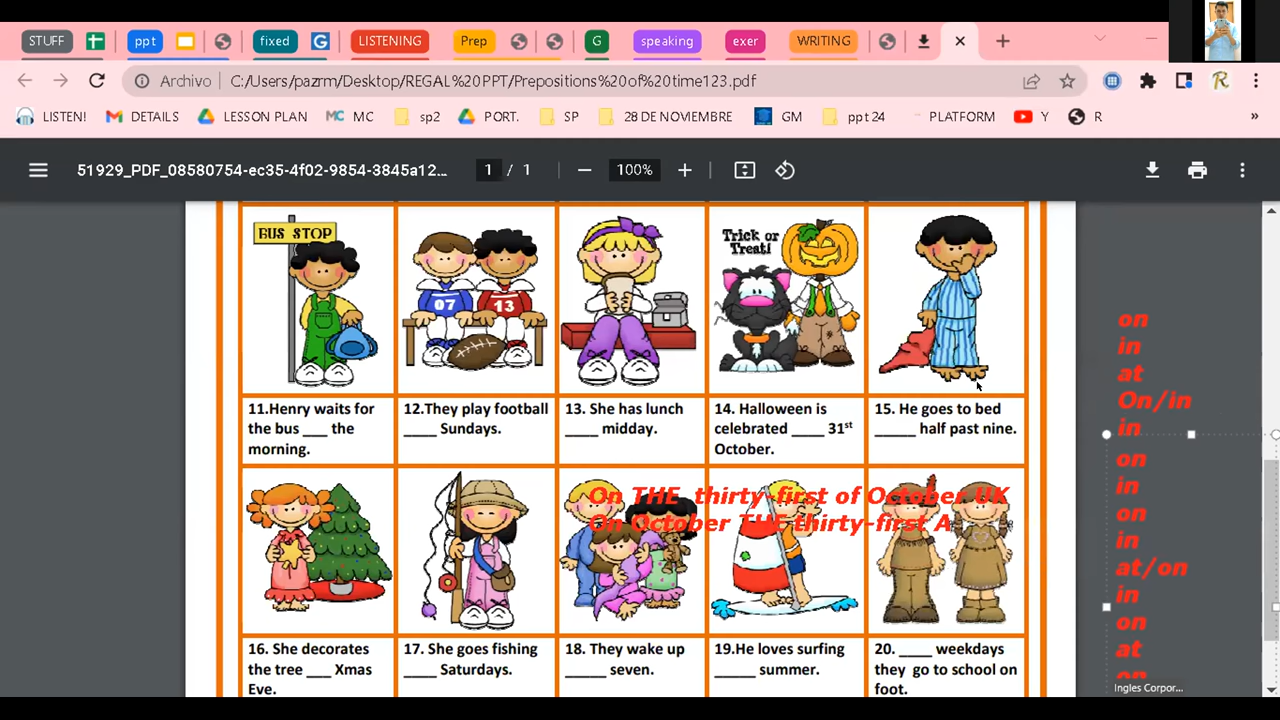 STUFF ppt fixed LISTENING Prep G speaking exer WRITING
Archivo C:/Users/pazrm/Desktop/REGAL%20PPT/Prepositions%20of%20time123.pdf
LISTEN! DETAILS LESSON PLAN MC sp2 PORT. SP 28 DE NOVIEMBRE GM ppt 24 PLATFORM Y R
51929_PDF_08580754-ec35-4f02-9854-3845a12... 1 / 1 100%
BUS STOP
07 13
Trick or
Treat!
11.Henry waits for
the bus ___ the
morning.
12.They play football
____ Sundays.
13. She has lunch
____ midday.
14. Halloween is
celebrated ____ 31st
October.
15. He goes to bed
_____ half past nine.
On THE thirty-first of October UK
On October THE thirty-first A
16. She decorates
the tree ___ Xmas
Eve.
17. She goes fishing
____ Saturdays.
18. They wake up
_____ seven.
19.He loves surfing
_____ summer.
20. ____ weekdays
they go to school on
foot.
on
in
at
On/in
in
on
in
on
in
at/on
in
on
at
on
Ingles Corpor...